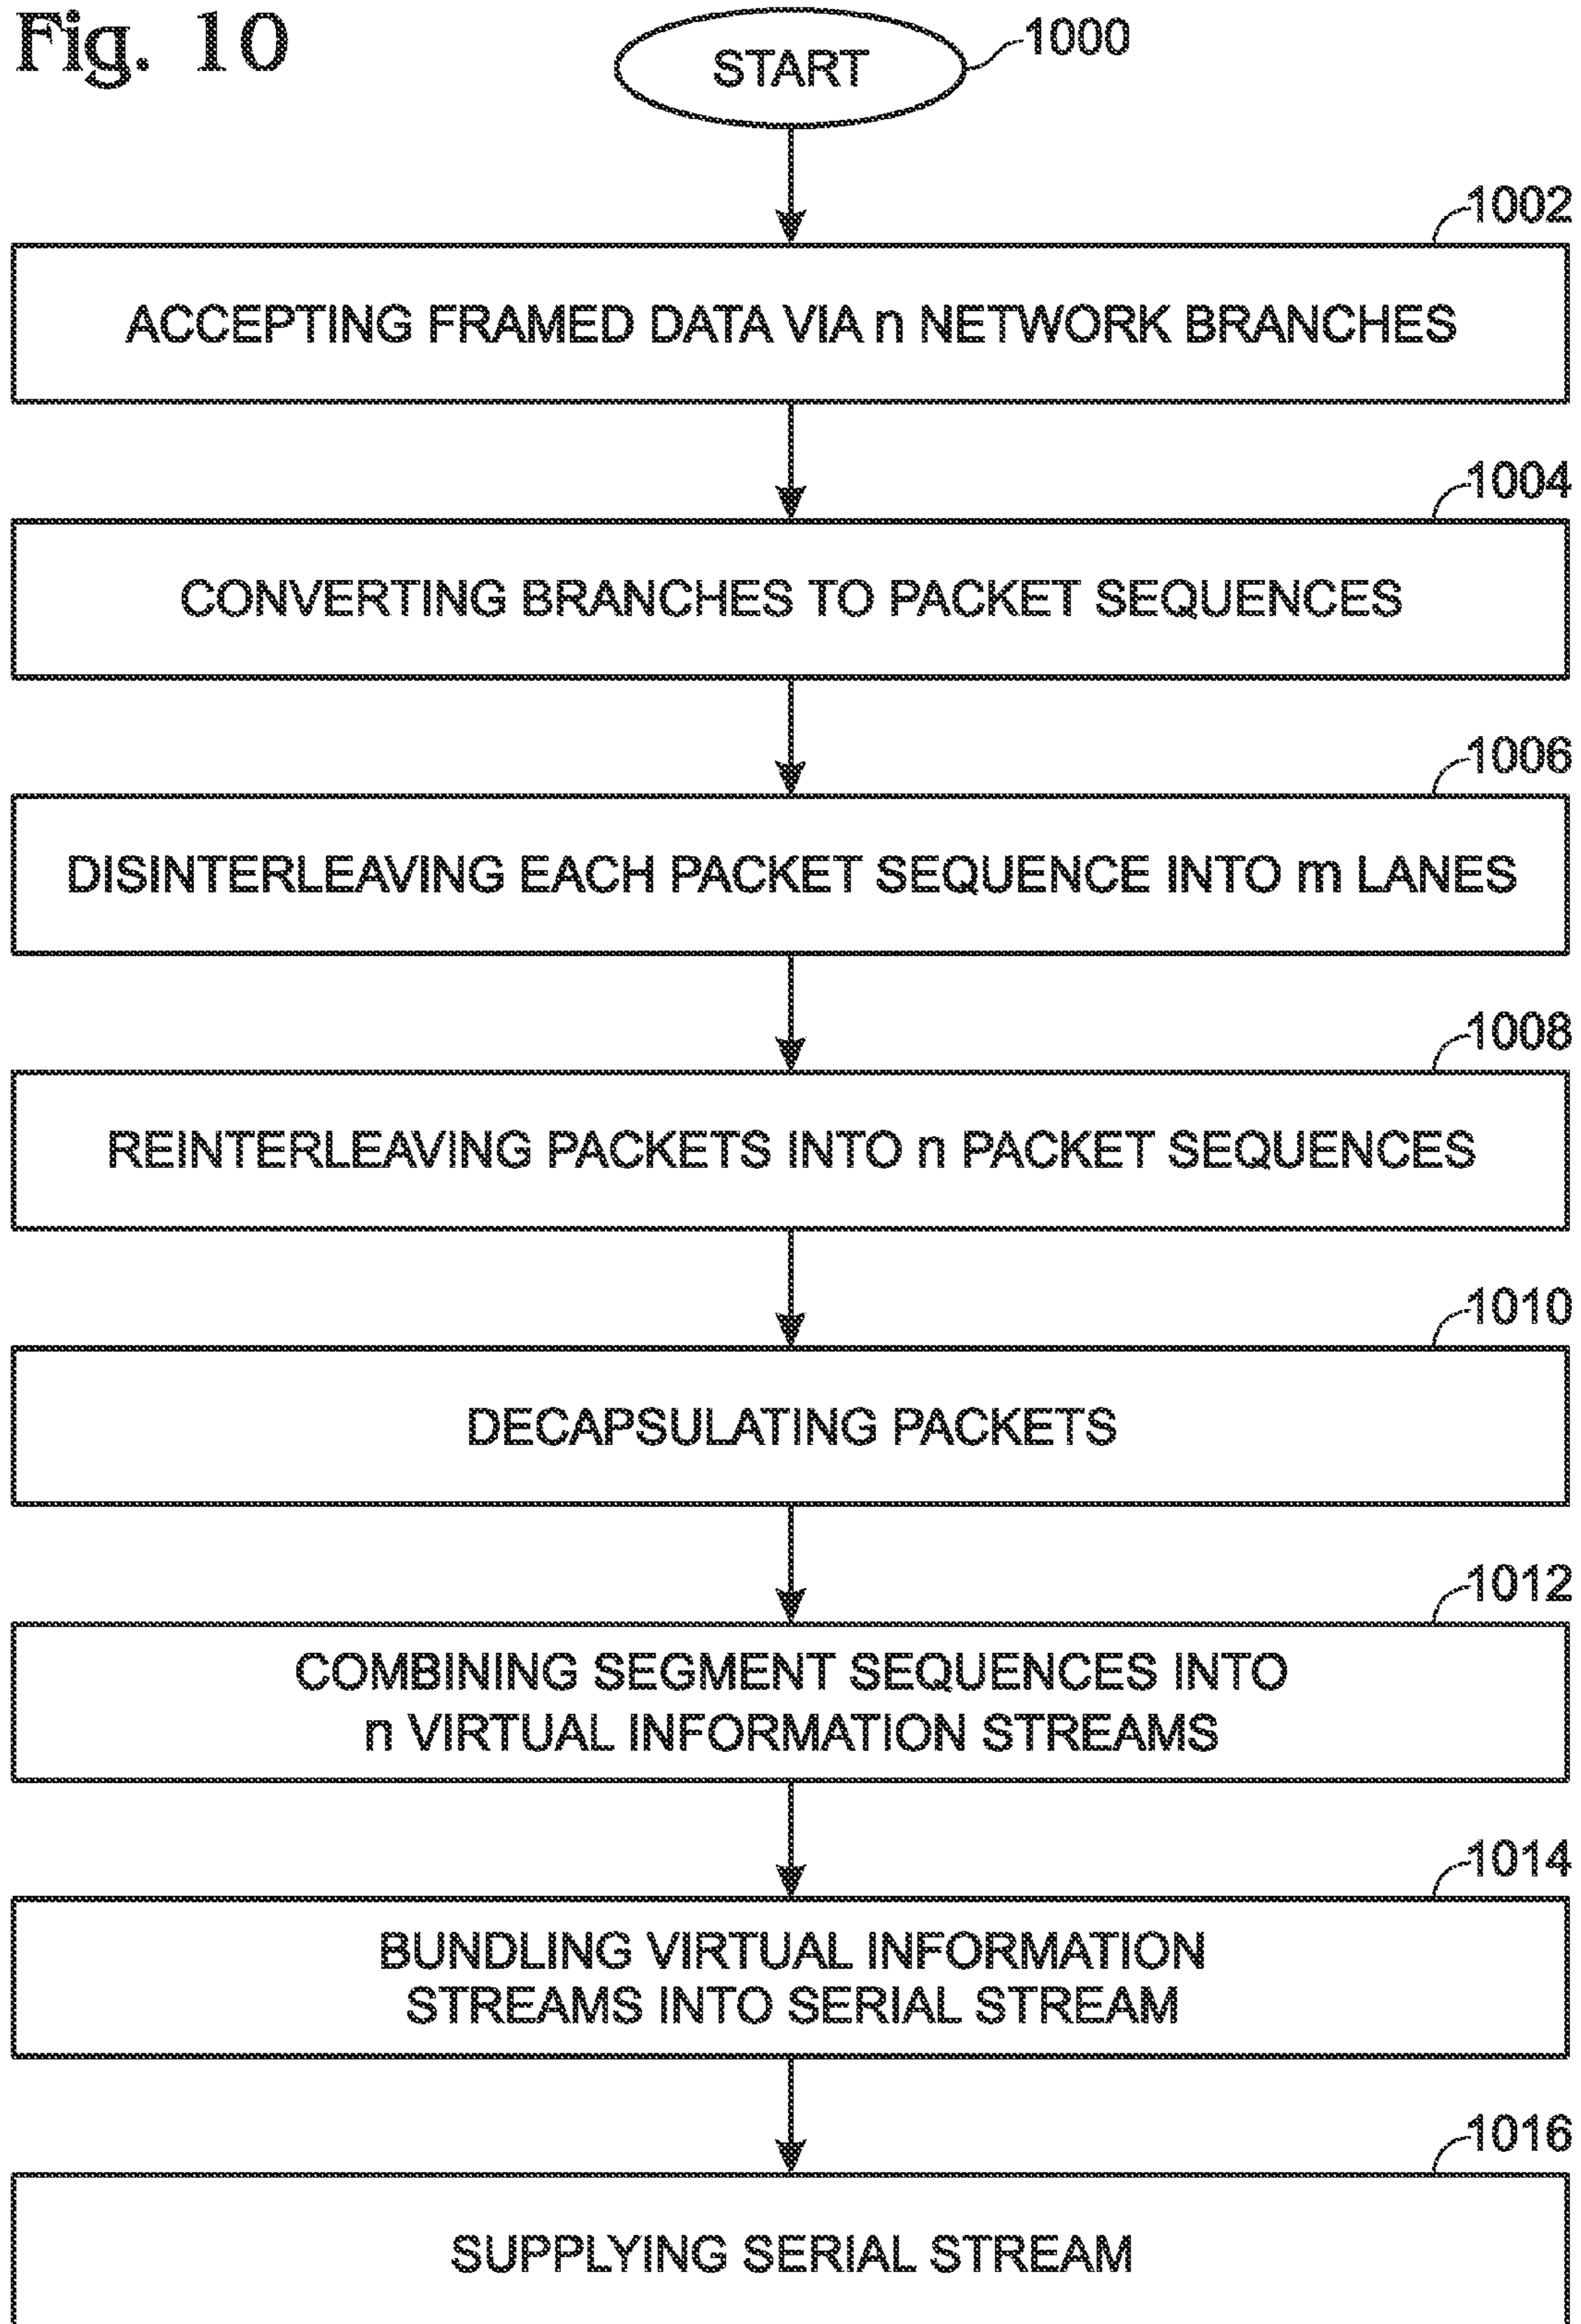 Fig. 10
START
1000
1002
ACCEPTING FRAMED DATA VIA n NETWORK BRANCHES
1004
CONVERTING BRANCHES TO PACKET SEQUENCES
1006
DISINTERLEAVING EACH PACKET SEQUENCE INTO m LANES
1008
REINTERLEAVING PACKETS INTO n PACKET SEQUENCES
1010
DECAPSULATING PACKETS
1012
COMBINING SEGMENT SEQUENCES INTO
n VIRTUAL INFORMATION STREAMS
1014
BUNDLING VIRTUAL INFORMATION
STREAMS INTO SERIAL STREAM
1016
SUPPLYING SERIAL STREAM